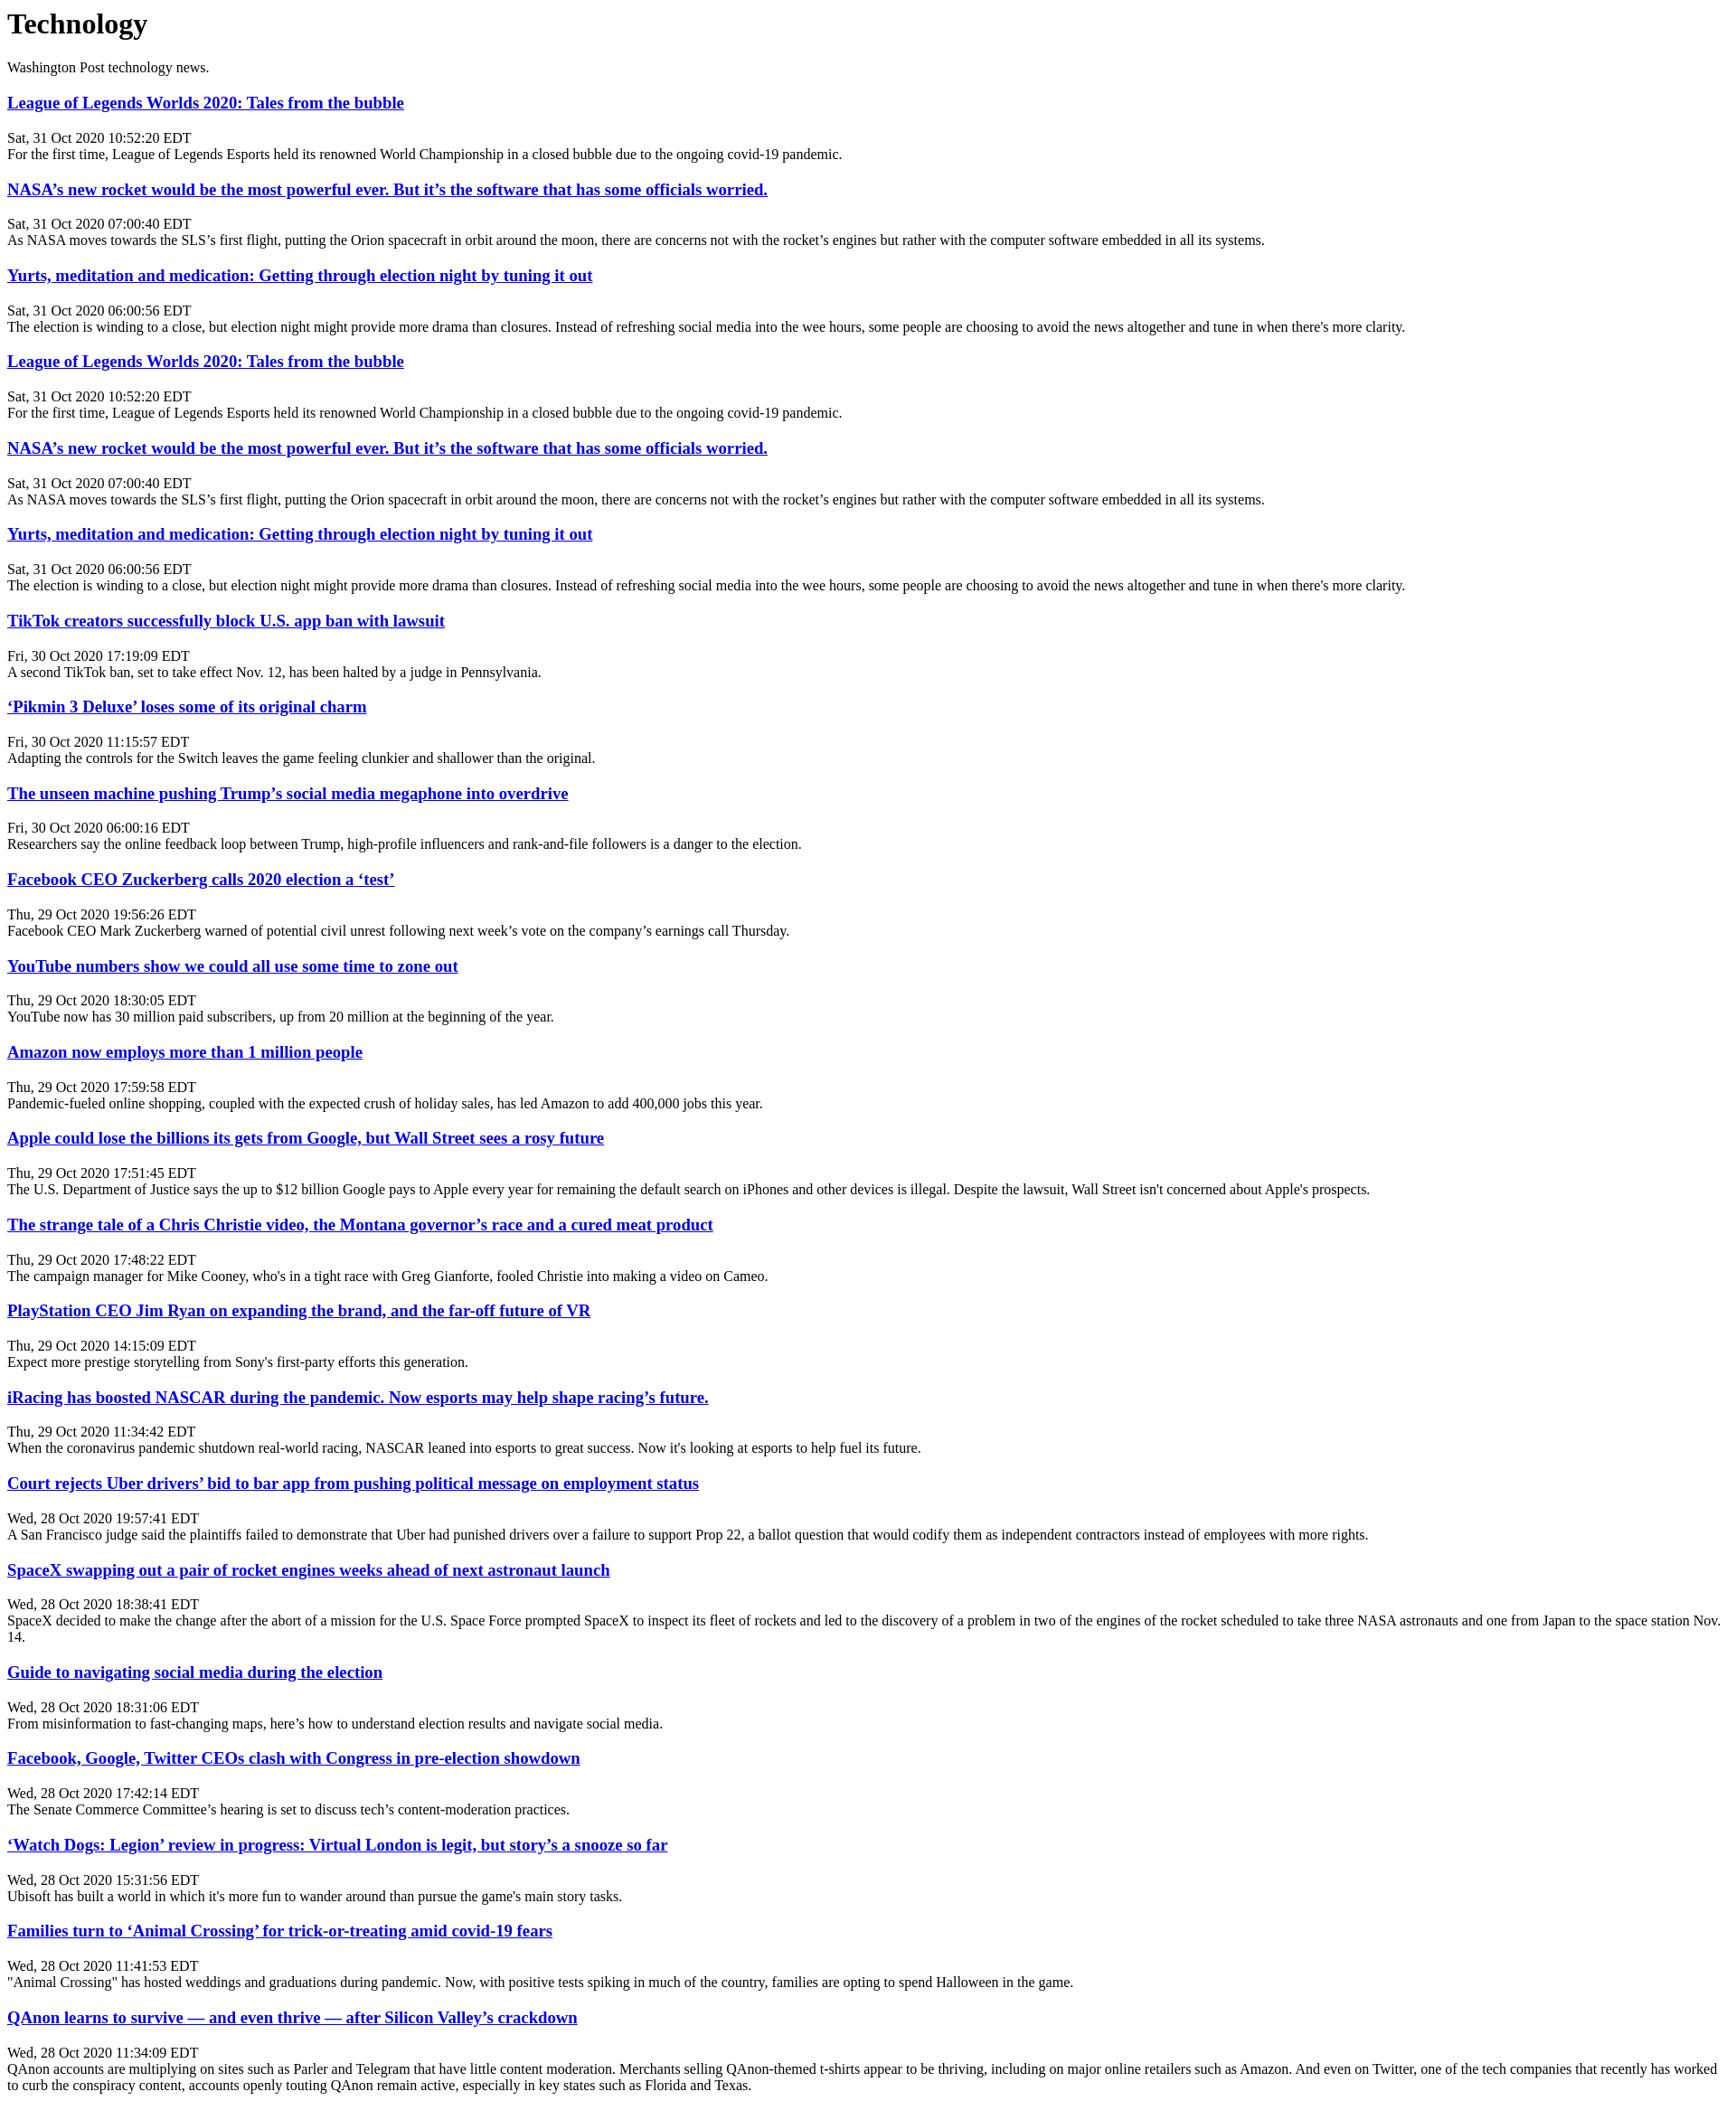 Technology
Washington Post technology news.
League of Legends Worlds 2020: Tales from the bubble
Sat, 31 Oct 2020 10:52:20 EDT
For the first time, League of Legends Esports held its renowned World Championship in a closed bubble due to the ongoing covid-19 pandemic.
NASA’s new rocket would be the most powerful ever. But it’s the software that has some officials worried.
Sat, 31 Oct 2020 07:00:40 EDT
As NASA moves towards the SLS’s first flight, putting the Orion spacecraft in orbit around the moon, there are concerns not with the rocket’s engines but rather with the computer software embedded in all its systems.
Yurts, meditation and medication: Getting through election night by tuning it out
Sat, 31 Oct 2020 06:00:56 EDT
The election is winding to a close, but election night might provide more drama than closures. Instead of refreshing social media into the wee hours, some people are choosing to avoid the news altogether and tune in when there's more clarity.
League of Legends Worlds 2020: Tales from the bubble
Sat, 31 Oct 2020 10:52:20 EDT
For the first time, League of Legends Esports held its renowned World Championship in a closed bubble due to the ongoing covid-19 pandemic.
NASA’s new rocket would be the most powerful ever. But it’s the software that has some officials worried.
Sat, 31 Oct 2020 07:00:40 EDT
As NASA moves towards the SLS’s first flight, putting the Orion spacecraft in orbit around the moon, there are concerns not with the rocket’s engines but rather with the computer software embedded in all its systems.
Yurts, meditation and medication: Getting through election night by tuning it out
Sat, 31 Oct 2020 06:00:56 EDT
The election is winding to a close, but election night might provide more drama than closures. Instead of refreshing social media into the wee hours, some people are choosing to avoid the news altogether and tune in when there's more clarity.
TikTok creators successfully block U.S. app ban with lawsuit
Fri, 30 Oct 2020 17:19:09 EDT
A second TikTok ban, set to take effect Nov. 12, has been halted by a judge in Pennsylvania.
‘Pikmin 3 Deluxe’ loses some of its original charm
Fri, 30 Oct 2020 11:15:57 EDT
Adapting the controls for the Switch leaves the game feeling clunkier and shallower than the original.
The unseen machine pushing Trump’s social media megaphone into overdrive
Fri, 30 Oct 2020 06:00:16 EDT
Researchers say the online feedback loop between Trump, high-profile influencers and rank-and-file followers is a danger to the election.
Facebook CEO Zuckerberg calls 2020 election a ‘test’
Thu, 29 Oct 2020 19:56:26 EDT
Facebook CEO Mark Zuckerberg warned of potential civil unrest following next week’s vote on the company’s earnings call Thursday.
YouTube numbers show we could all use some time to zone out
Thu, 29 Oct 2020 18:30:05 EDT
YouTube now has 30 million paid subscribers, up from 20 million at the beginning of the year.
Amazon now employs more than 1 million people
Thu, 29 Oct 2020 17:59:58 EDT
Pandemic-fueled online shopping, coupled with the expected crush of holiday sales, has led Amazon to add 400,000 jobs this year.
Apple could lose the billions its gets from Google, but Wall Street sees a rosy future
Thu, 29 Oct 2020 17:51:45 EDT
The U.S. Department of Justice says the up to $12 billion Google pays to Apple every year for remaining the default search on iPhones and other devices is illegal. Despite the lawsuit, Wall Street isn't concerned about Apple's prospects.
The strange tale of a Chris Christie video, the Montana governor’s race and a cured meat product
Thu, 29 Oct 2020 17:48:22 EDT
The campaign manager for Mike Cooney, who's in a tight race with Greg Gianforte, fooled Christie into making a video on Cameo.
PlayStation CEO Jim Ryan on expanding the brand, and the far-off future of VR
Thu, 29 Oct 2020 14:15:09 EDT
Expect more prestige storytelling from Sony's first-party efforts this generation.
iRacing has boosted NASCAR during the pandemic. Now esports may help shape racing’s future.
Thu, 29 Oct 2020 11:34:42 EDT
When the coronavirus pandemic shutdown real-world racing, NASCAR leaned into esports to great success. Now it's looking at esports to help fuel its future.
Court rejects Uber drivers’ bid to bar app from pushing political message on employment status
Wed, 28 Oct 2020 19:57:41 EDT
A San Francisco judge said the plaintiffs failed to demonstrate that Uber had punished drivers over a failure to support Prop 22, a ballot question that would codify them as independent contractors instead of employees with more rights.
SpaceX swapping out a pair of rocket engines weeks ahead of next astronaut launch
Wed, 28 Oct 2020 18:38:41 EDT
SpaceX decided to make the change after the abort of a mission for the U.S. Space Force prompted SpaceX to inspect its fleet of rockets and led to the discovery of a problem in two of the engines of the rocket scheduled to take three NASA astronauts and one from Japan to the space station Nov.
14.
Guide to navigating social media during the election
Wed, 28 Oct 2020 18:31:06 EDT
From misinformation to fast-changing maps, here’s how to understand election results and navigate social media.
Facebook, Google, Twitter CEOs clash with Congress in pre-election showdown
Wed, 28 Oct 2020 17:42:14 EDT
The Senate Commerce Committee’s hearing is set to discuss tech’s content-moderation practices.
‘Watch Dogs: Legion’ review in progress: Virtual London is legit, but story’s a snooze so far
Wed, 28 Oct 2020 15:31:56 EDT
Ubisoft has built a world in which it's more fun to wander around than pursue the game's main story tasks.
Families turn to ‘Animal Crossing’ for trick-or-treating amid covid-19 fears
Wed, 28 Oct 2020 11:41:53 EDT
"Animal Crossing" has hosted weddings and graduations during pandemic. Now, with positive tests spiking in much of the country, families are opting to spend Halloween in the game.
QAnon learns to survive — and even thrive — after Silicon Valley’s crackdown
Wed, 28 Oct 2020 11:34:09 EDT
QAnon accounts are multiplying on sites such as Parler and Telegram that have little content moderation. Merchants selling QAnon-themed t-shirts appear to be thriving, including on major online retailers such as Amazon. And even on Twitter, one of the tech companies that recently has worked
to curb the conspiracy content, accounts openly touting QAnon remain active, especially in key states such as Florida and Texas.